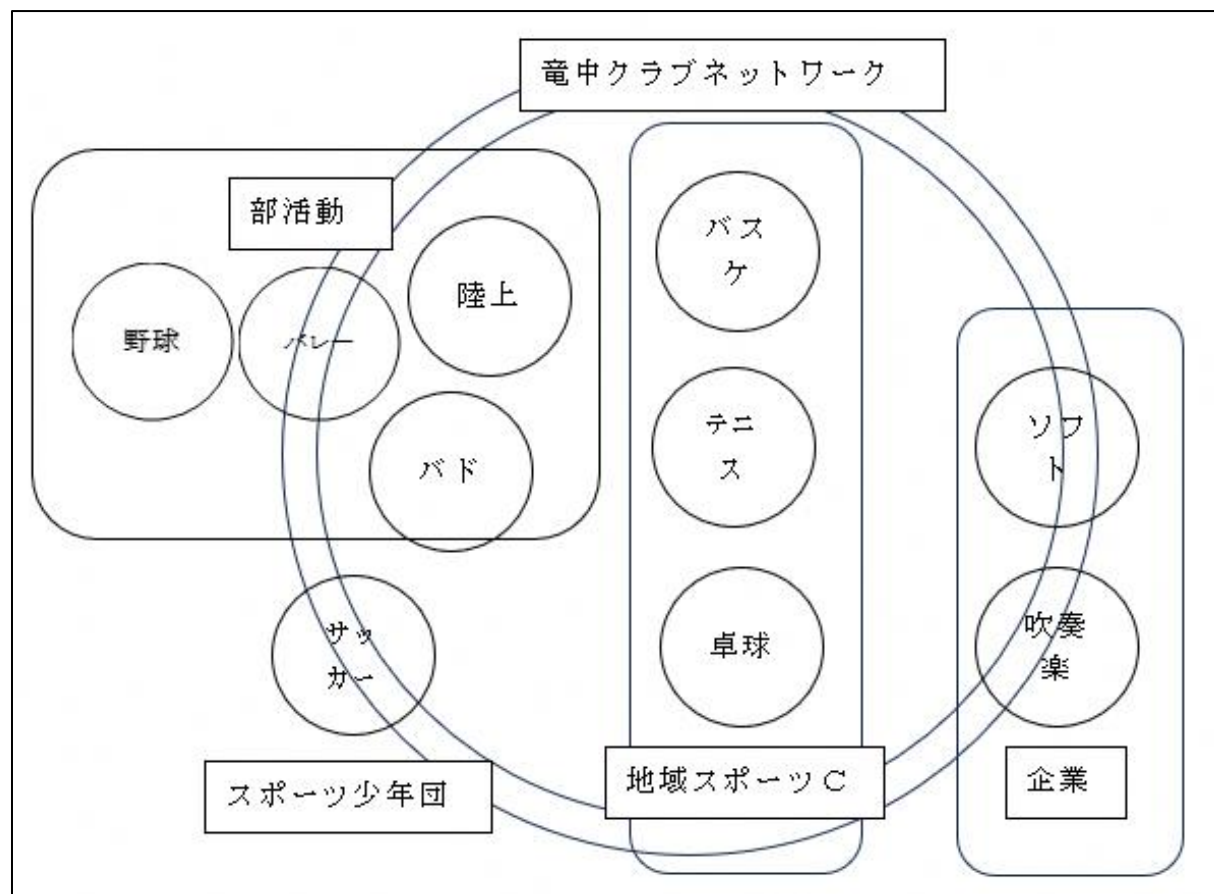 竜中クラブネットワーク
部活動
野球
バレー
陸上
バド
バス
ケ
テニ
ス
卓球
ソフ
ト
吹奏
楽
サッ
カー
スポーツ少年団
地域スポーツC
企業